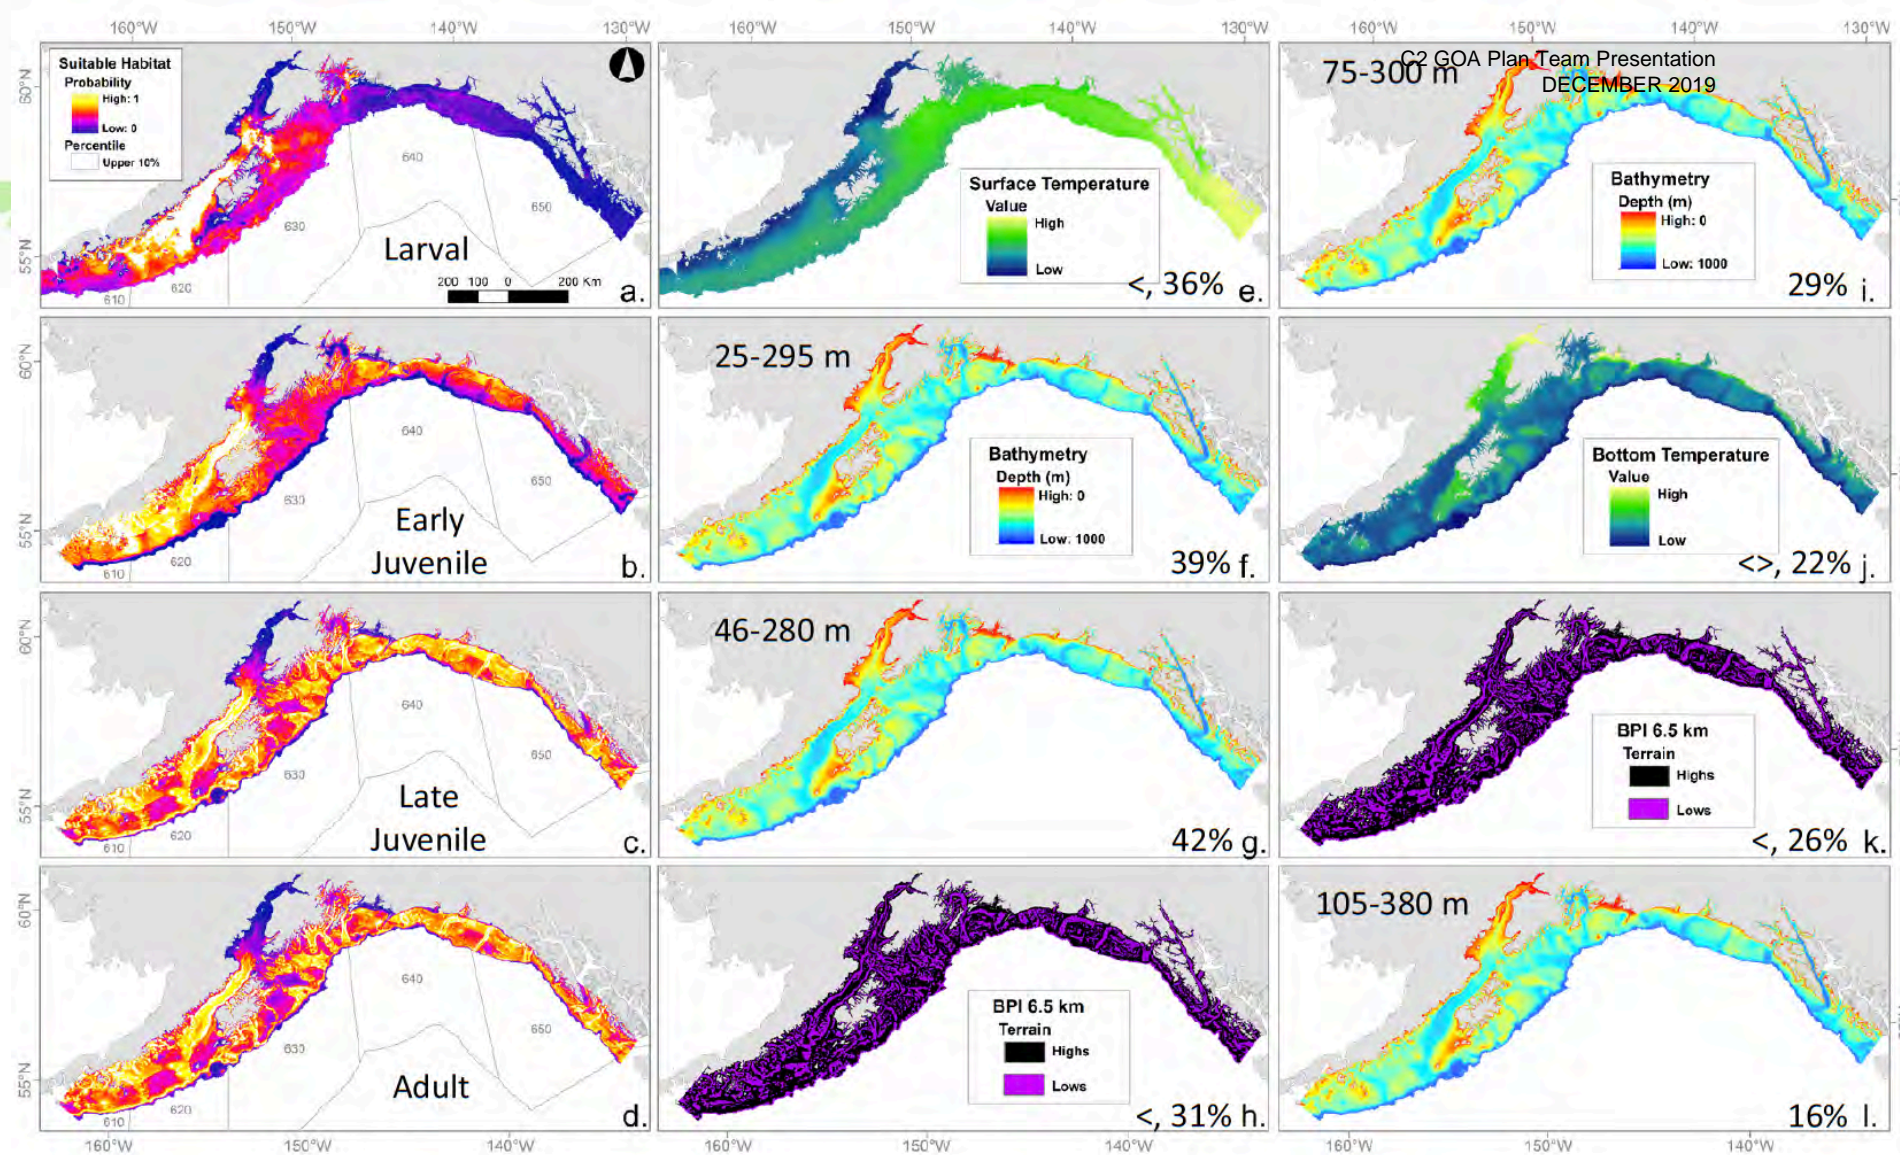 160°W 150°W 140°W 130°W
160°W 150°W 140°W 130°W
160°W 150°W 140°W 130°W
C2 GOA Plan Team Presentation
DECEMBER 2019
60°N
55°N
Suitable Habitat
Probability
High: 1
Low: 0
Percentile
Upper 10%
640
650
630
620
610
Larval
200 100 0 200 Km
a.
Surface Temperature
Value
High
Low
<, 36% e.
75-300 m
Bathymetry
Depth (m)
High: 0
Low: 1000
29% i.
60°N
55°N
640
650
630
620
610
Early
Juvenile
b.
25-295 m
Bathymetry
Depth (m)
High: 0
Low: 1000
39% f.
Bottom Temperature
Value
High
Low
<>, 22% j.
60°N
55°N
640
650
630
620
610
Late
Juvenile
c.
46-280 m
42% g.
BPI 6.5 km
Terrain
Highs
Lows
<, 26% k.
60°N
55°N
640
650
630
620
610
Adult
d.
BPI 6.5 km
Terrain
Highs
Lows
<, 31% h.
105-380 m
16% l.
160°W 150°W 140°W
160°W 150°W 140°W
160°W 150°W 140°W